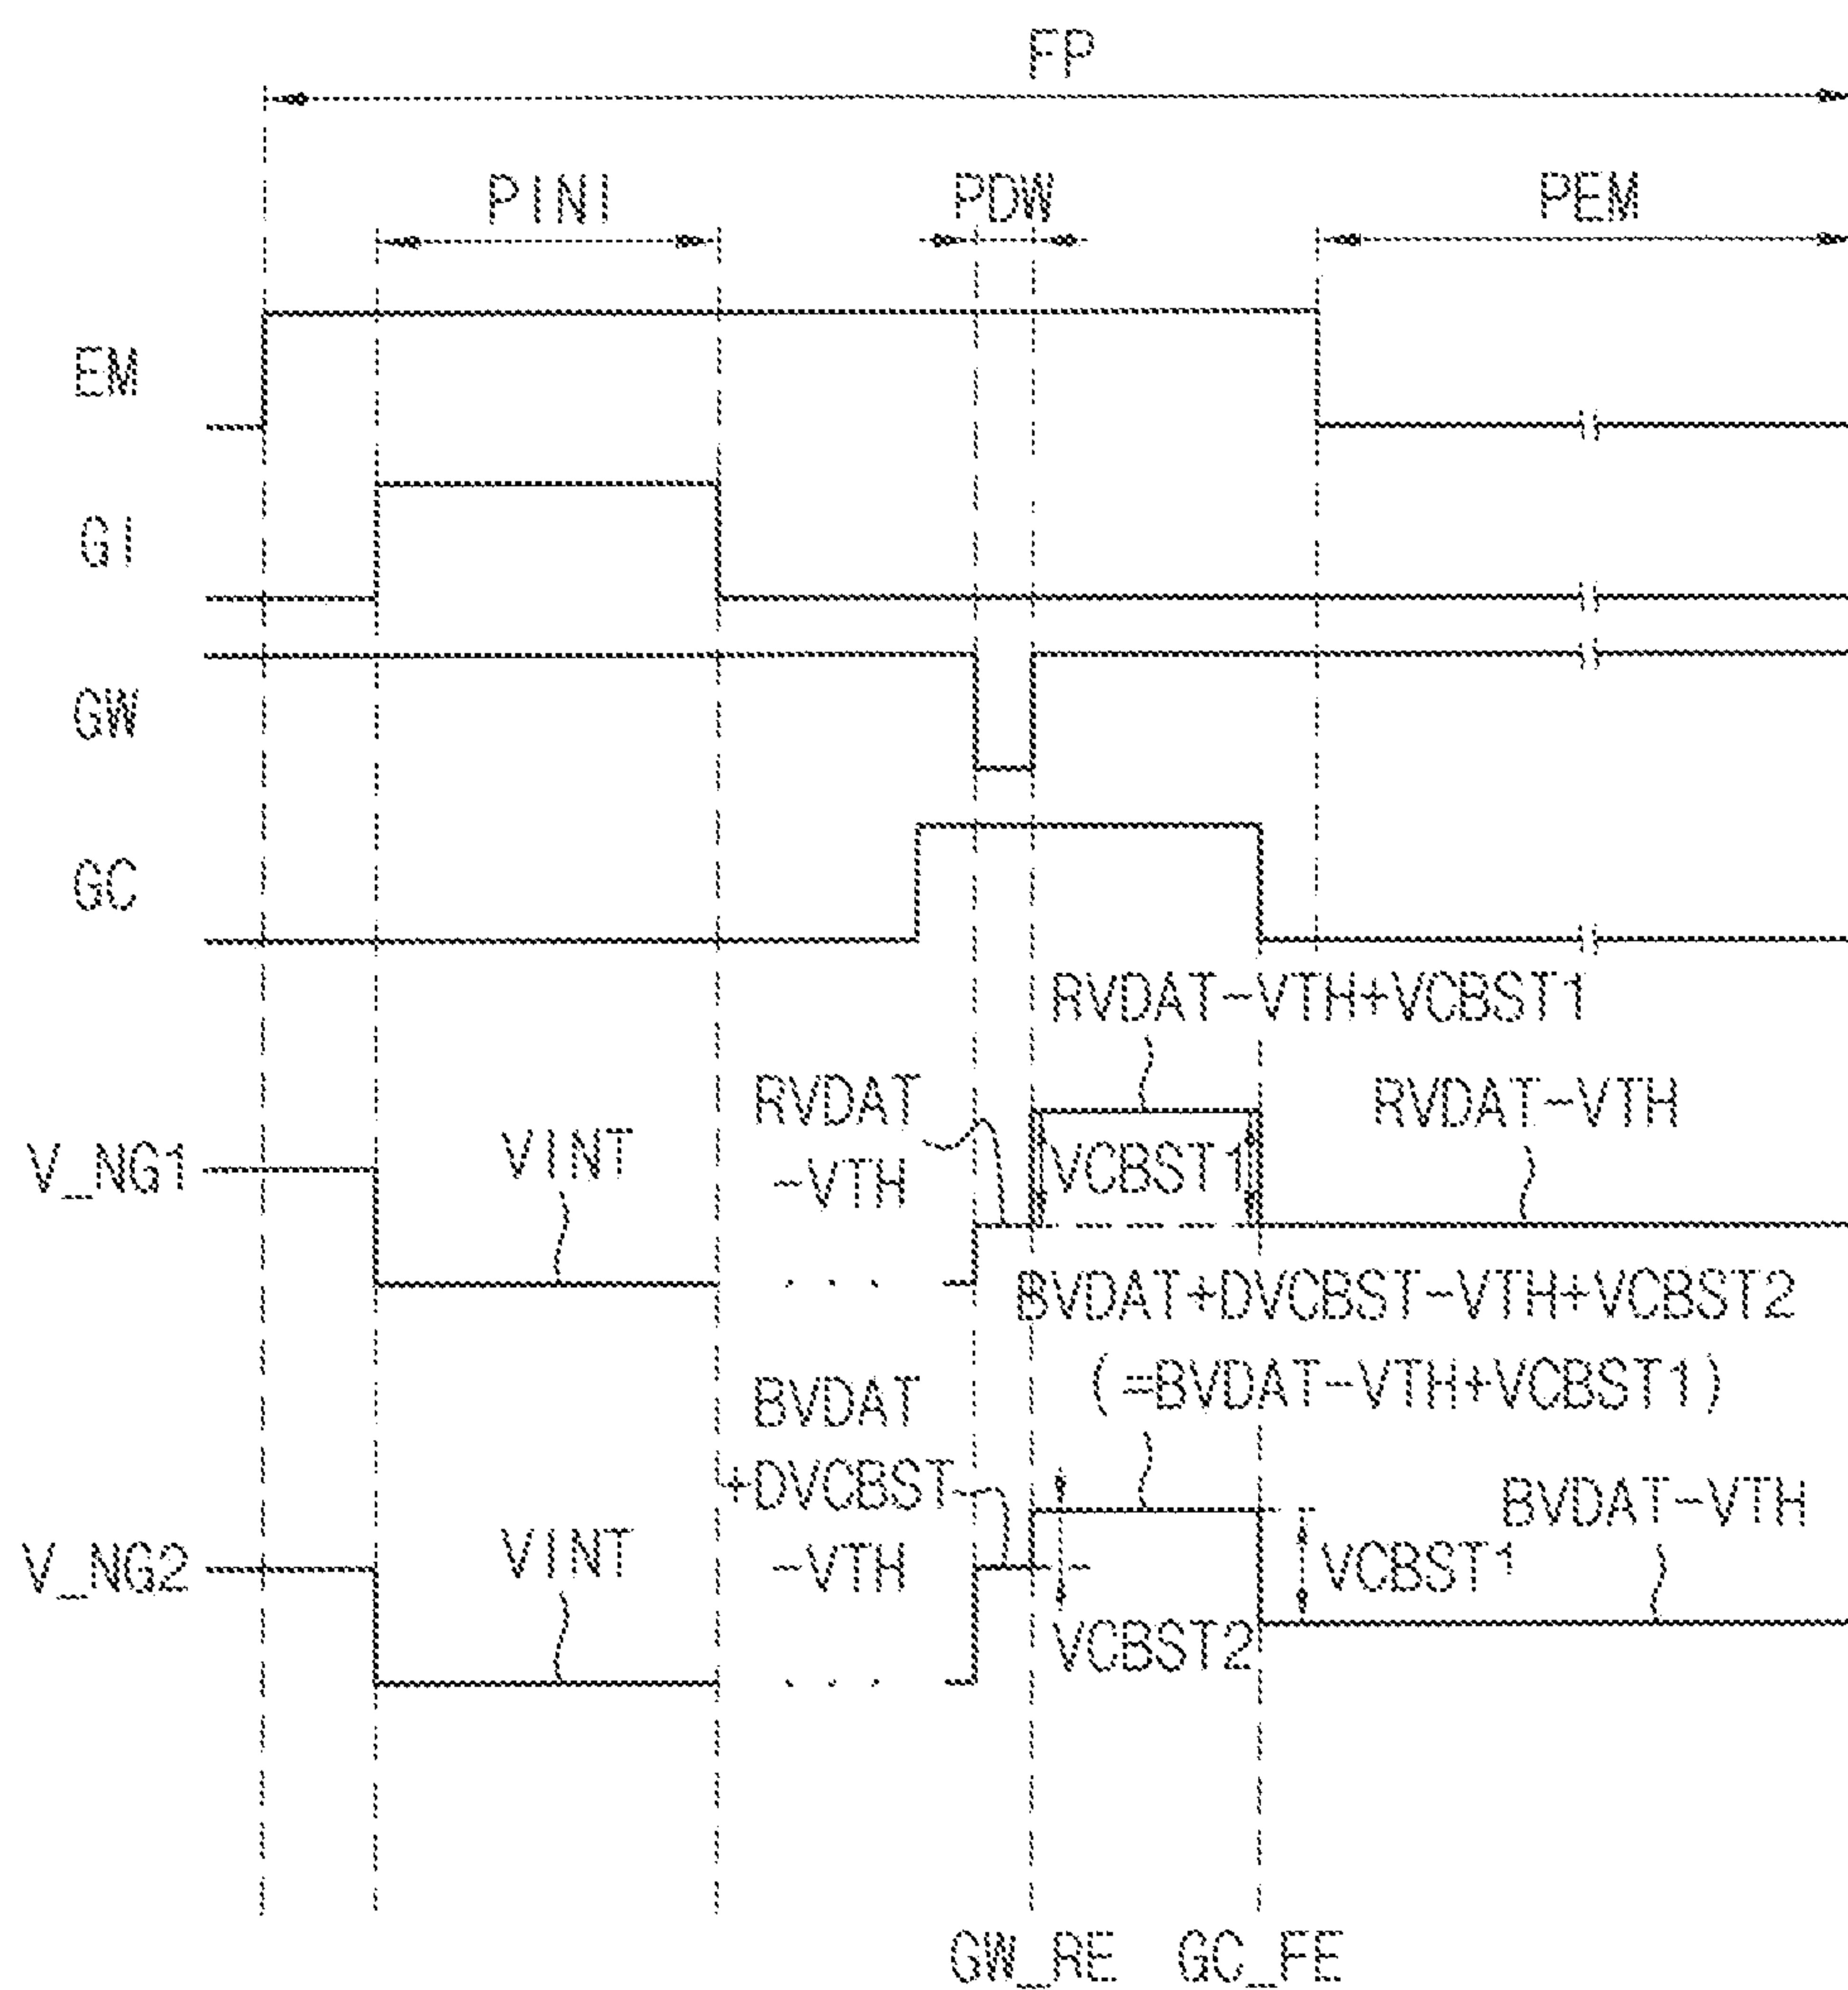 FP
PINI
PDW
PEM
EM
GI
GW
GC
RVDAT-VTH+VCBST1
RVDAT
-VTH
RVDAT-VTH
V_NG1
VINT
VCBST1
BVDAT+DVCBST-VTH+VCBST2
(=BVDAT-VTH+VCBST1)
BVDAT
+DVCBST
-VTH
BVDAT-VTH
V_NG2
VINT
VCBST1
VCBST2
GW_RE
GC_FE